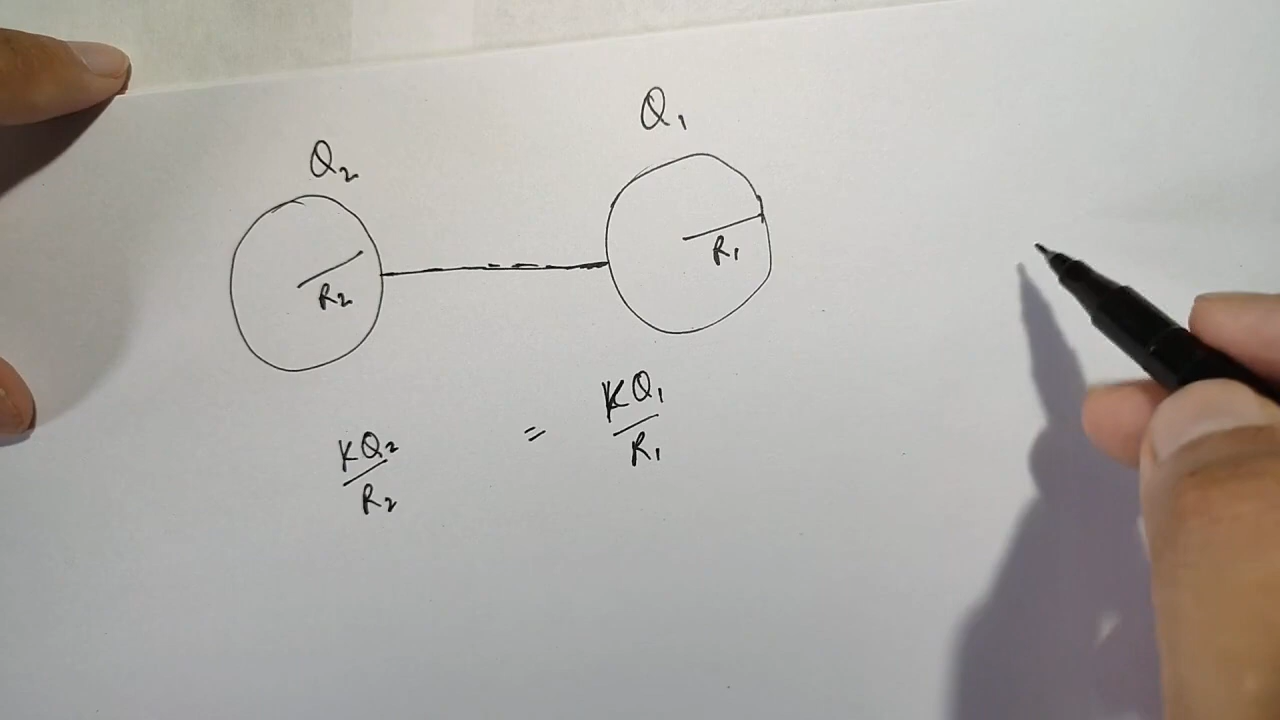 Q₂ Q₁
R₂ R₁
KQ₂/R₂ = KQ₁/R₁